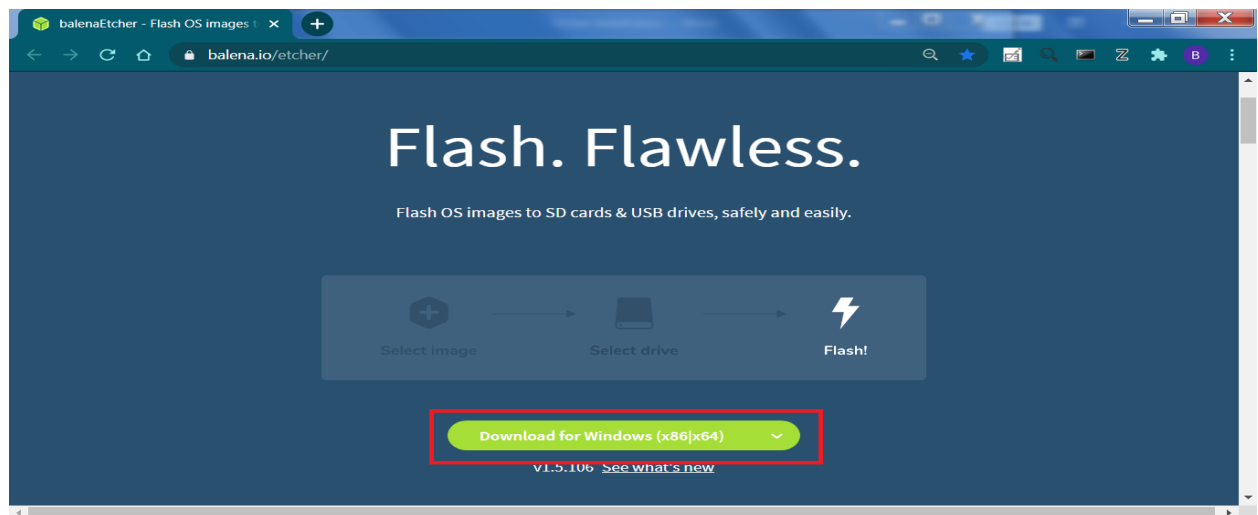 balenaEtcher - Flash OS images t
balena.io/etcher/
Z
B
Flash. Flawless.
Flash OS images to SD cards & USB drives, safely and easily.
Select image Select drive Flash!
Download for Windows (x86|x64)
v1.5.106 See what's new